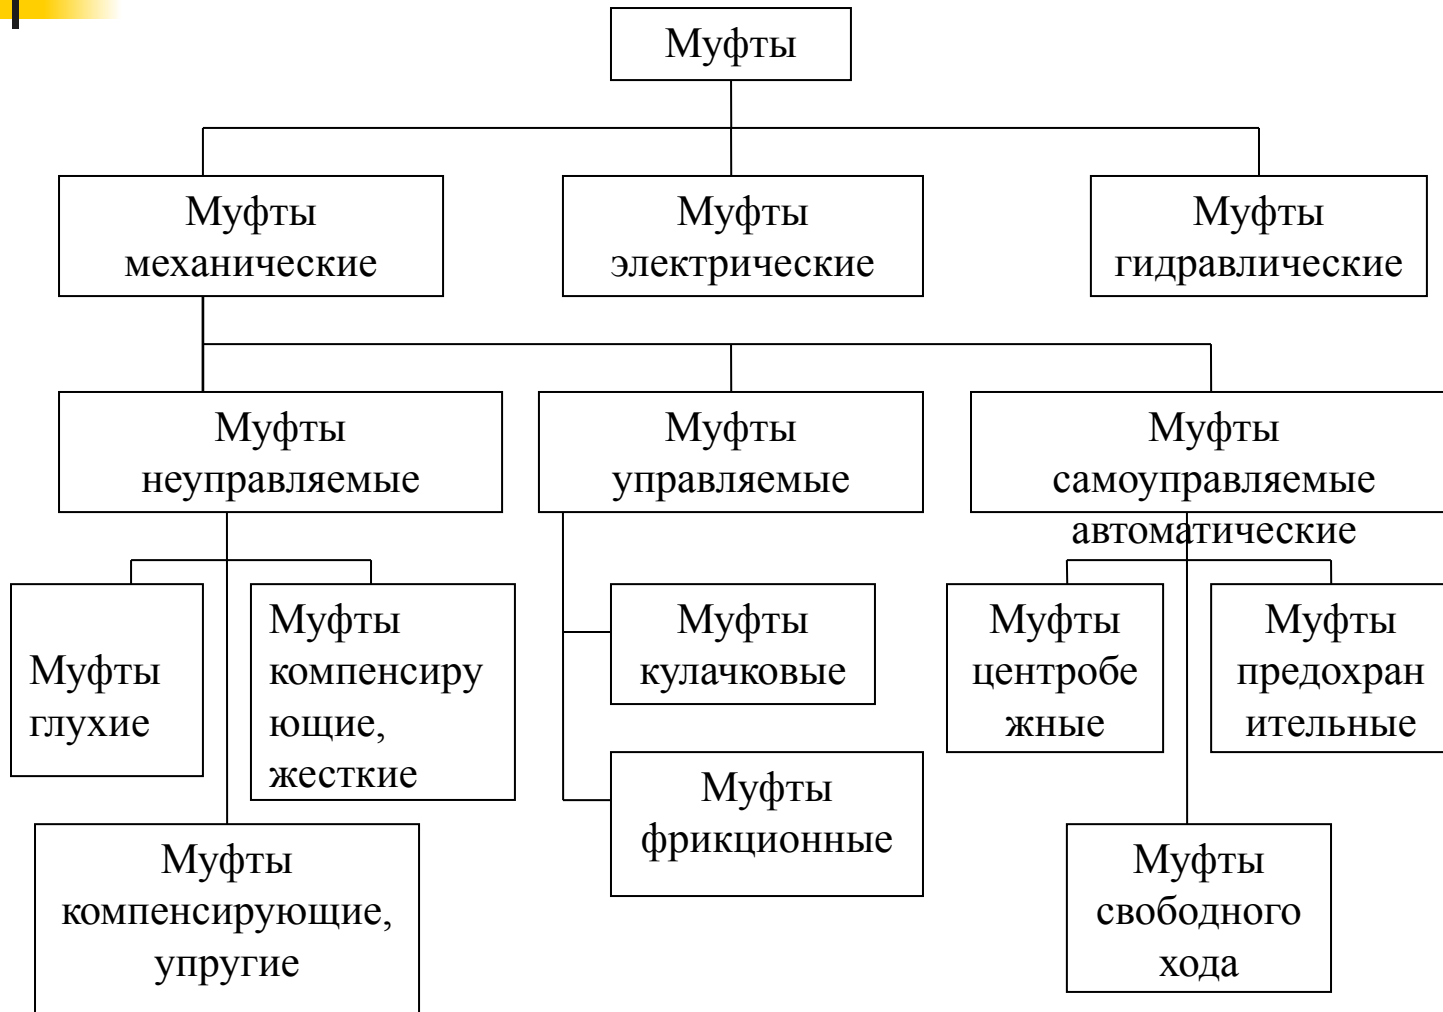 Муфты
Муфты
механические
Муфты
электрические
Муфты
гидравлические
Муфты
неуправляемые
Муфты
управляемые
Муфты
самоуправляемые
автоматические
Муфты
глухие
Муфты
компенсиру
ющие,
жесткие
Муфты
кулачковые
Муфты
центробе
жные
Муфты
предохран
ительные
Муфты
фрикционные
Муфты
компенсирующие,
упругие
Муфты
свободного
хода